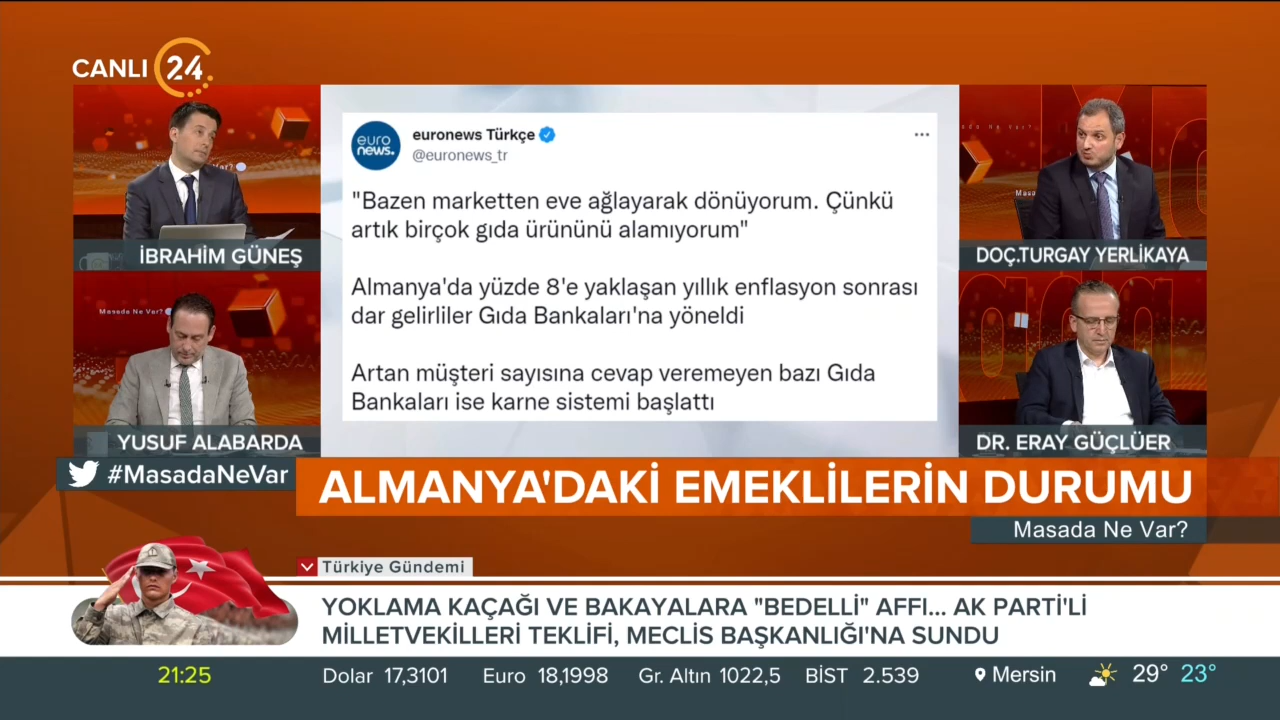 CANLI 24
euronews Türkçe
@euronews_tr
euro
news.
"Bazen marketten eve ağlayarak dönüyorum. Çünkü
artık birçok gıda ürününü alamıyorum"
Almanya'da yüzde 8'e yaklaşan yıllık enflasyon sonrası
dar gelirliler Gıda Bankaları'na yöneldi
Artan müşteri sayısına cevap veremeyen bazı Gıda
Bankaları ise karne sistemi başlattı
İBRAHİM GÜNEŞ
DOÇ.TURGAY YERLİKAYA
Masada Ne Var?
YUSUF ALABARDA
DR. ERAY GÜÇLÜER
#MasadaNeVar
ALMANYA'DAKİ EMEKLİLERİN DURUMU
Masada Ne Var?
Türkiye Gündemi
YOKLAMA KAÇAĞI VE BAKAYALARA "BEDELLİ" AFFI... AK PARTİ'Lİ
MİLLETVEKİLLERİ TEKLİFİ, MECLİS BAŞKANLIĞI'NA SUNDU
21:25 Dolar 17,3101 Euro 18,1998 Gr. Altın 1022,5 BİST 2.539 Mersin 29° 23°